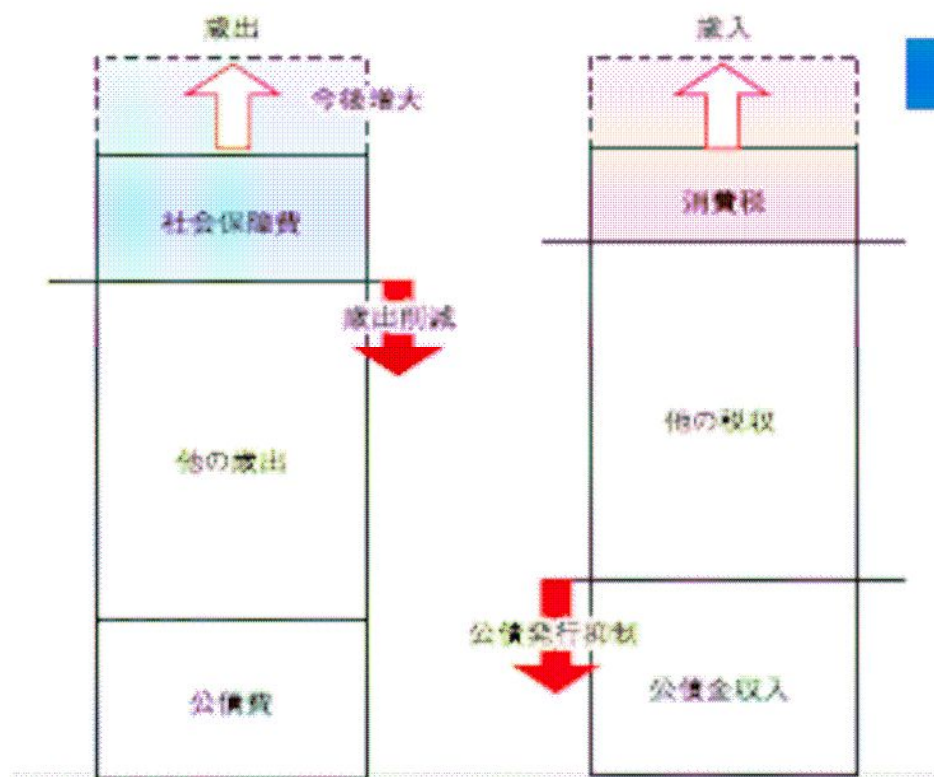 歳出
今後増大
社会保障費
歳出削減
他の歳出
公債費
歳入
消費税
他の税収
公債発行抑制
公債金収入